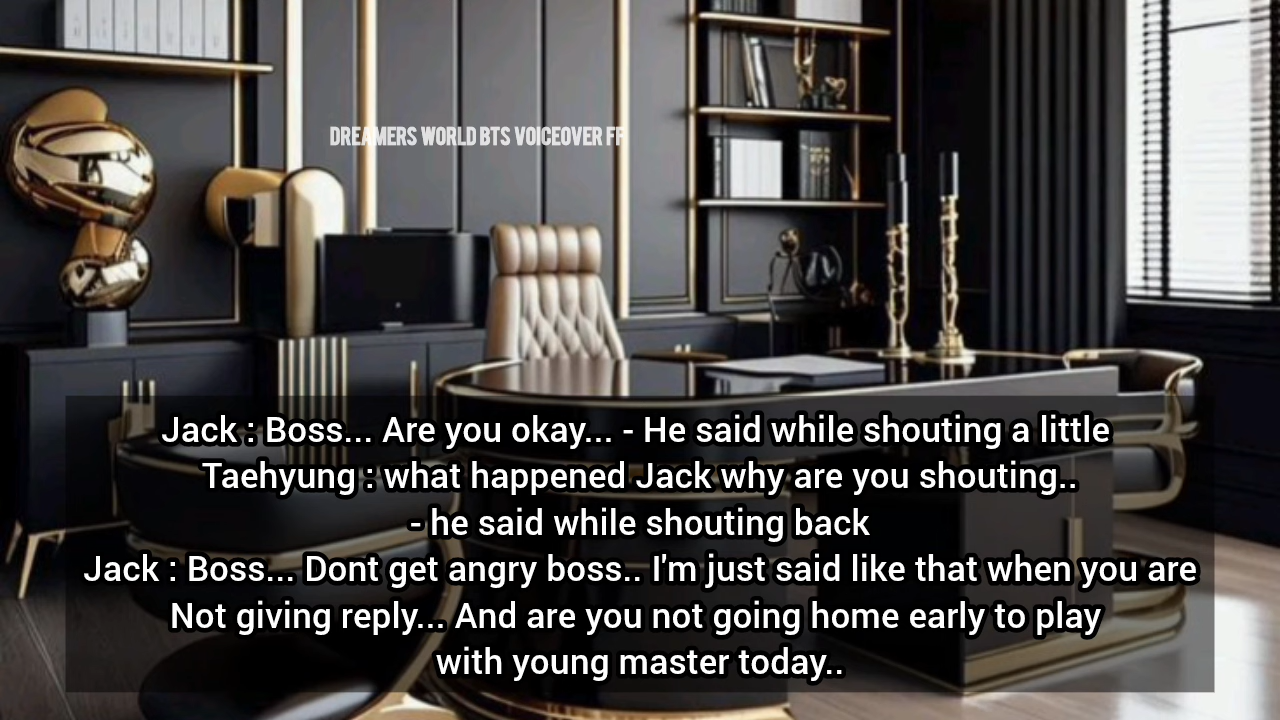 DREAMERS WORLD BTS VOICEOVER FF
Jack : Boss... Are you okay... - He said while shouting a little
Taehyung : what happened Jack why are you shouting..
- he said while shouting back
Jack : Boss... Dont get angry boss.. I'm just said like that when you are
Not giving reply... And are you not going home early to play
with young master today..